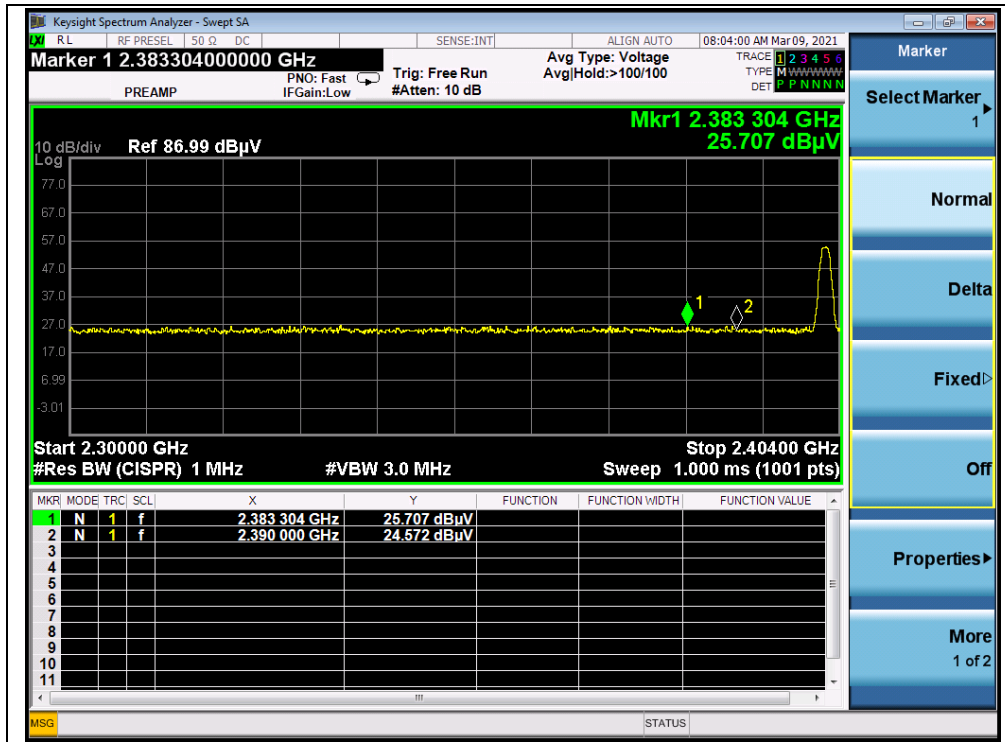 Keysight Spectrum Analyzer - Swept SA
LXI RL RF PRESEL 50 Ω DC SENSE:INT ALIGN AUTO 08:04:00 AM Mar 09, 2021
Marker 1 2.383304000000 GHz
PREAMP
PNO: Fast
IFGain:Low
Trig: Free Run
#Atten: 10 dB
Avg Type: Voltage
Avg|Hold:>100/100
TRACE 1 2 3 4 5 6
TYPE M W W W W W
DET P P N N N N
Mkr1 2.383 304 GHz
25.707 dBµV
10 dB/div Ref 86.99 dBµV
Log
77.0
67.0
57.0
47.0
37.0
27.0
17.0
6.99
-3.01
1
2
Start 2.30000 GHz Stop 2.40400 GHz
#Res BW (CISPR) 1 MHz #VBW 3.0 MHz Sweep 1.000 ms (1001 pts)
MKR MODE TRC SCL X Y FUNCTION FUNCTION WIDTH FUNCTION VALUE
1 N 1 f 2.383 304 GHz 25.707 dBµV
2 N 1 f 2.390 000 GHz 24.572 dBµV
3
4
5
6
7
8
9
10
11
MSG STATUS
Marker
Select Marker
1
Normal
Delta
Fixed
Off
Properties
More
1 of 2